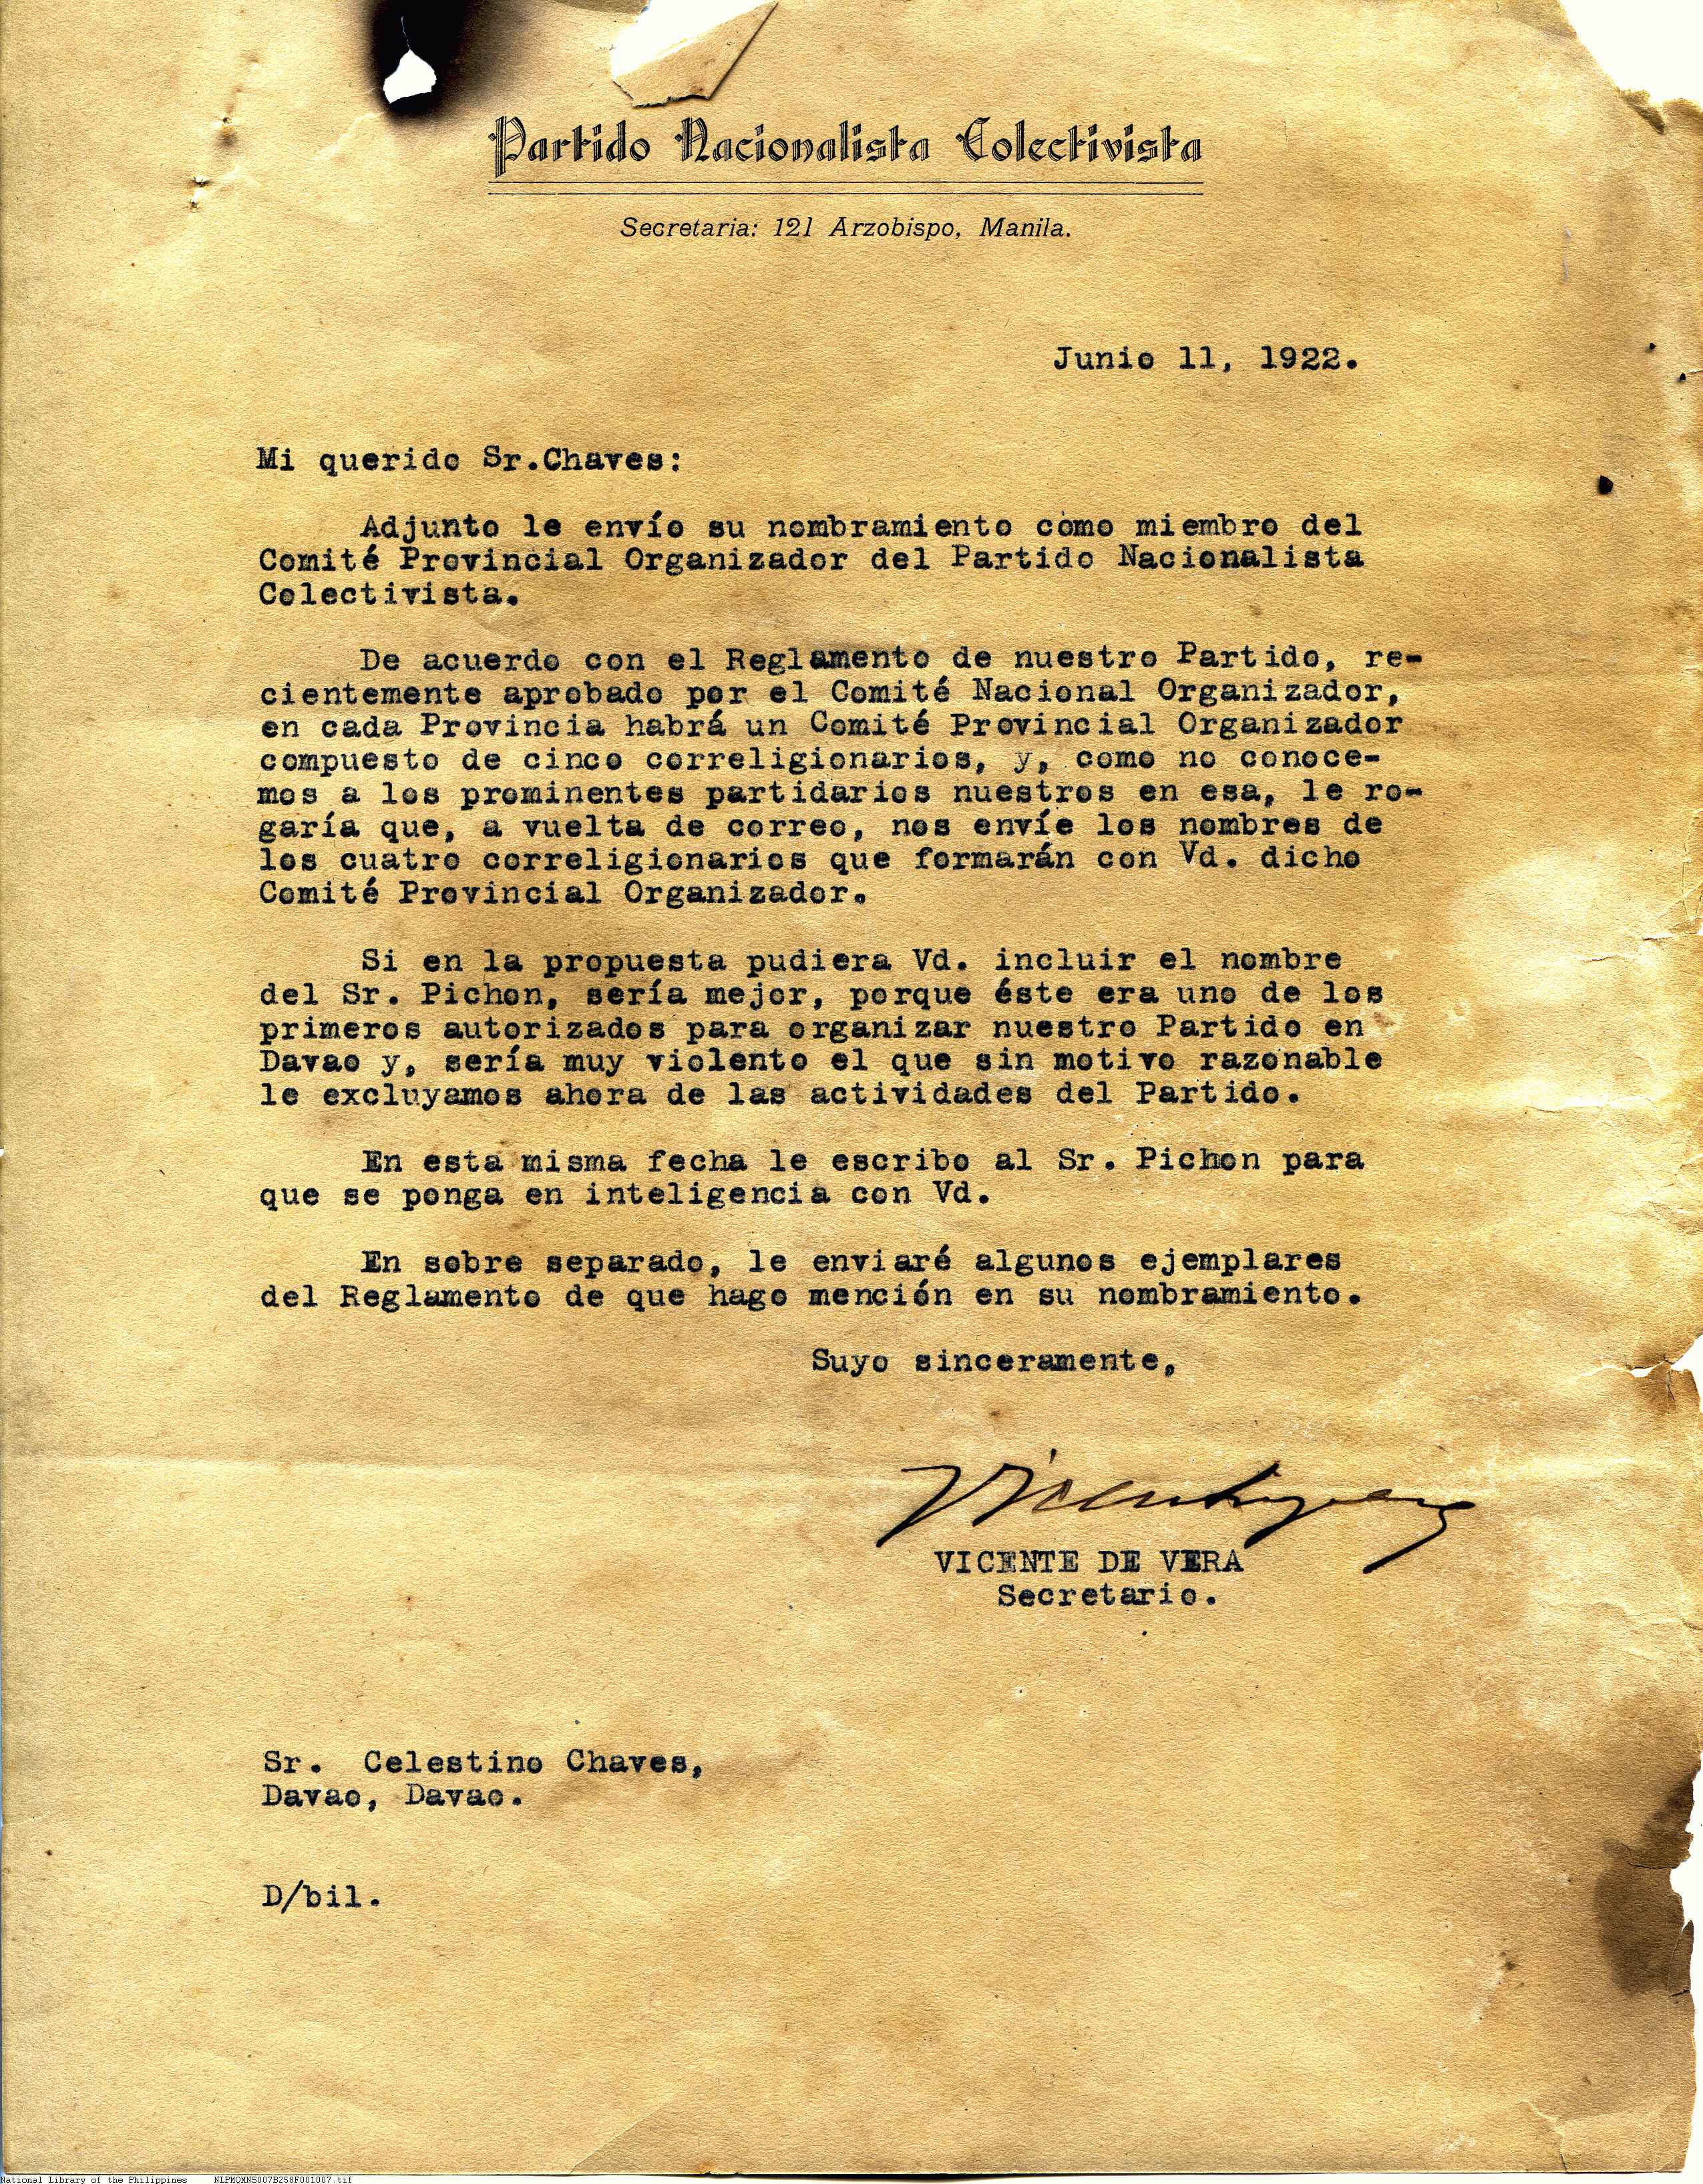 Partido Nacionalista Colectivista
Secretaria: 121 Arzobispo, Manila.
Junio 11, 1922.
Mi querido Sr.Chaves:
Adjunto le envío su nombramiento como miembro del
Comité Provincial Organizador del Partido Nacionalista
Colectivista.
De acuerdo con el Reglamento de nuestro Partido, re-
cientemente aprobado por el Comité Nacional Organizador,
en cada Provincia habrá un Comité Provincial Organizador
compuesto de cinco correligionarios, y, como no conoce-
mos a los prominentes partidarios nuestros en esa, le ro-
garía que, a vuelta de correo, nos envíe los nombres de
los cuatro correligionarios que formarán con Vd. dicho
Comité Provincial Organizador.
Si en la propuesta pudiera Vd. incluir el nombre
del Sr. Pichon, sería mejor, porque éste era uno de los
primeros autorizados para organizar nuestro Partido en
Davao y, sería muy violento el que sin motivo razonable
le excluyamos ahora de las actividades del Partido.
En esta misma fecha le escribo al Sr. Pichon para
que se ponga en inteligencia con Vd.
En sobre separado, le enviaré algunos ejemplares
del Reglamento de que hago mención en su nombramiento.
Suyo sinceramente,
VICENTE DE VERA
Secretario.
Sr. Celestino Chaves,
Davao, Davao.
D/bil.
National Library of the Philippines NLPMQMNS007B258F001007.tif